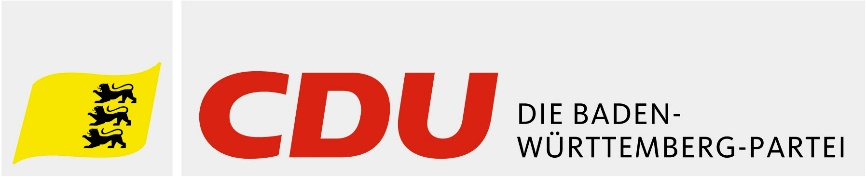 CDU
DIE BADEN-
WÜRTTEMBERG-PARTEI